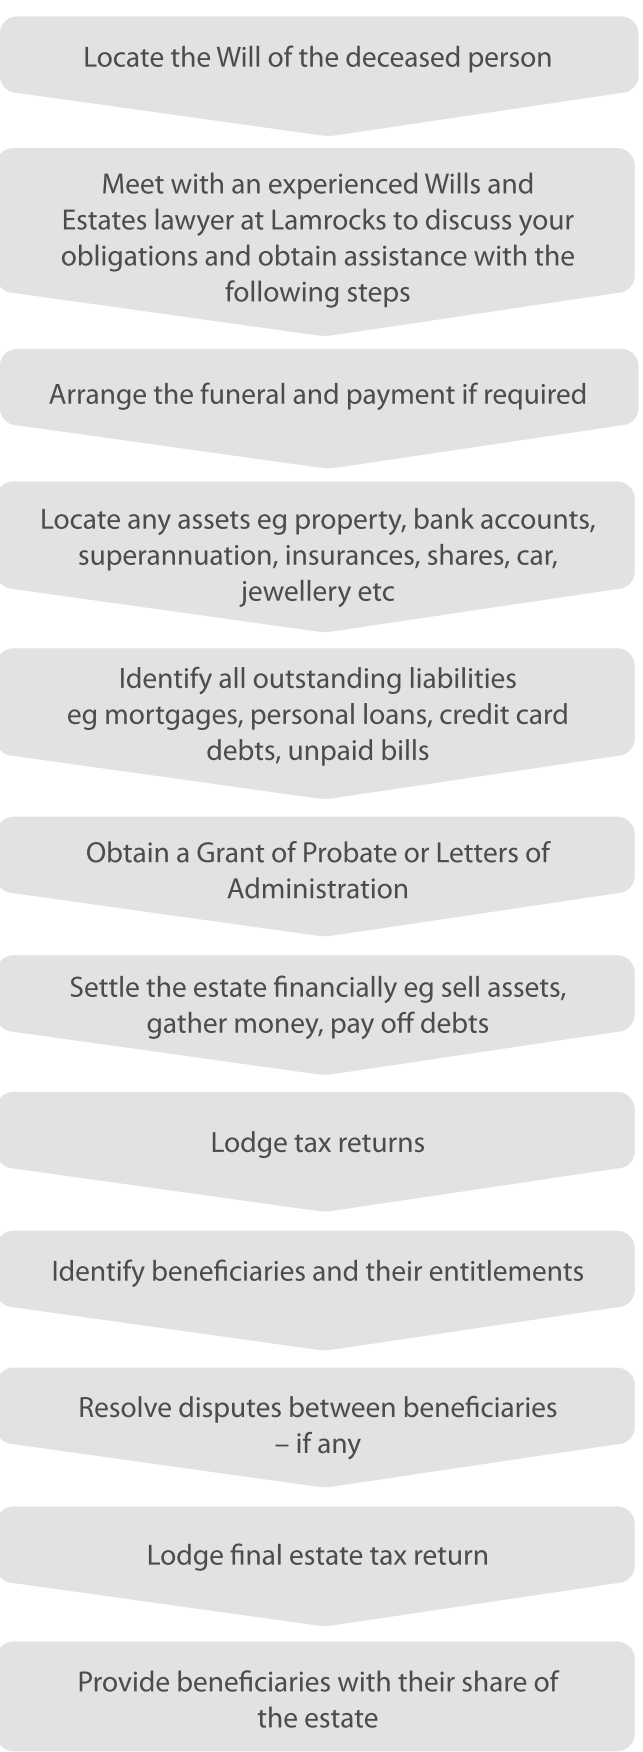 Locate the Will of the deceased person
Meet with an experienced Wills and
Estates lawyer at Lamrocks to discuss your
obligations and obtain assistance with the
following steps
Arrange the funeral and payment if required
Locate any assets eg property, bank accounts,
superannuation, insurances, shares, car,
jewellery etc
Identify all outstanding liabilities
eg mortgages, personal loans, credit card
debts, unpaid bills
Obtain a Grant of Probate or Letters of
Administration
Settle the estate financially eg sell assets,
gather money, pay off debts
Lodge tax returns
Identify beneficiaries and their entitlements
Resolve disputes between beneficiaries
– if any
Lodge final estate tax return
Provide beneficiaries with their share of
the estate